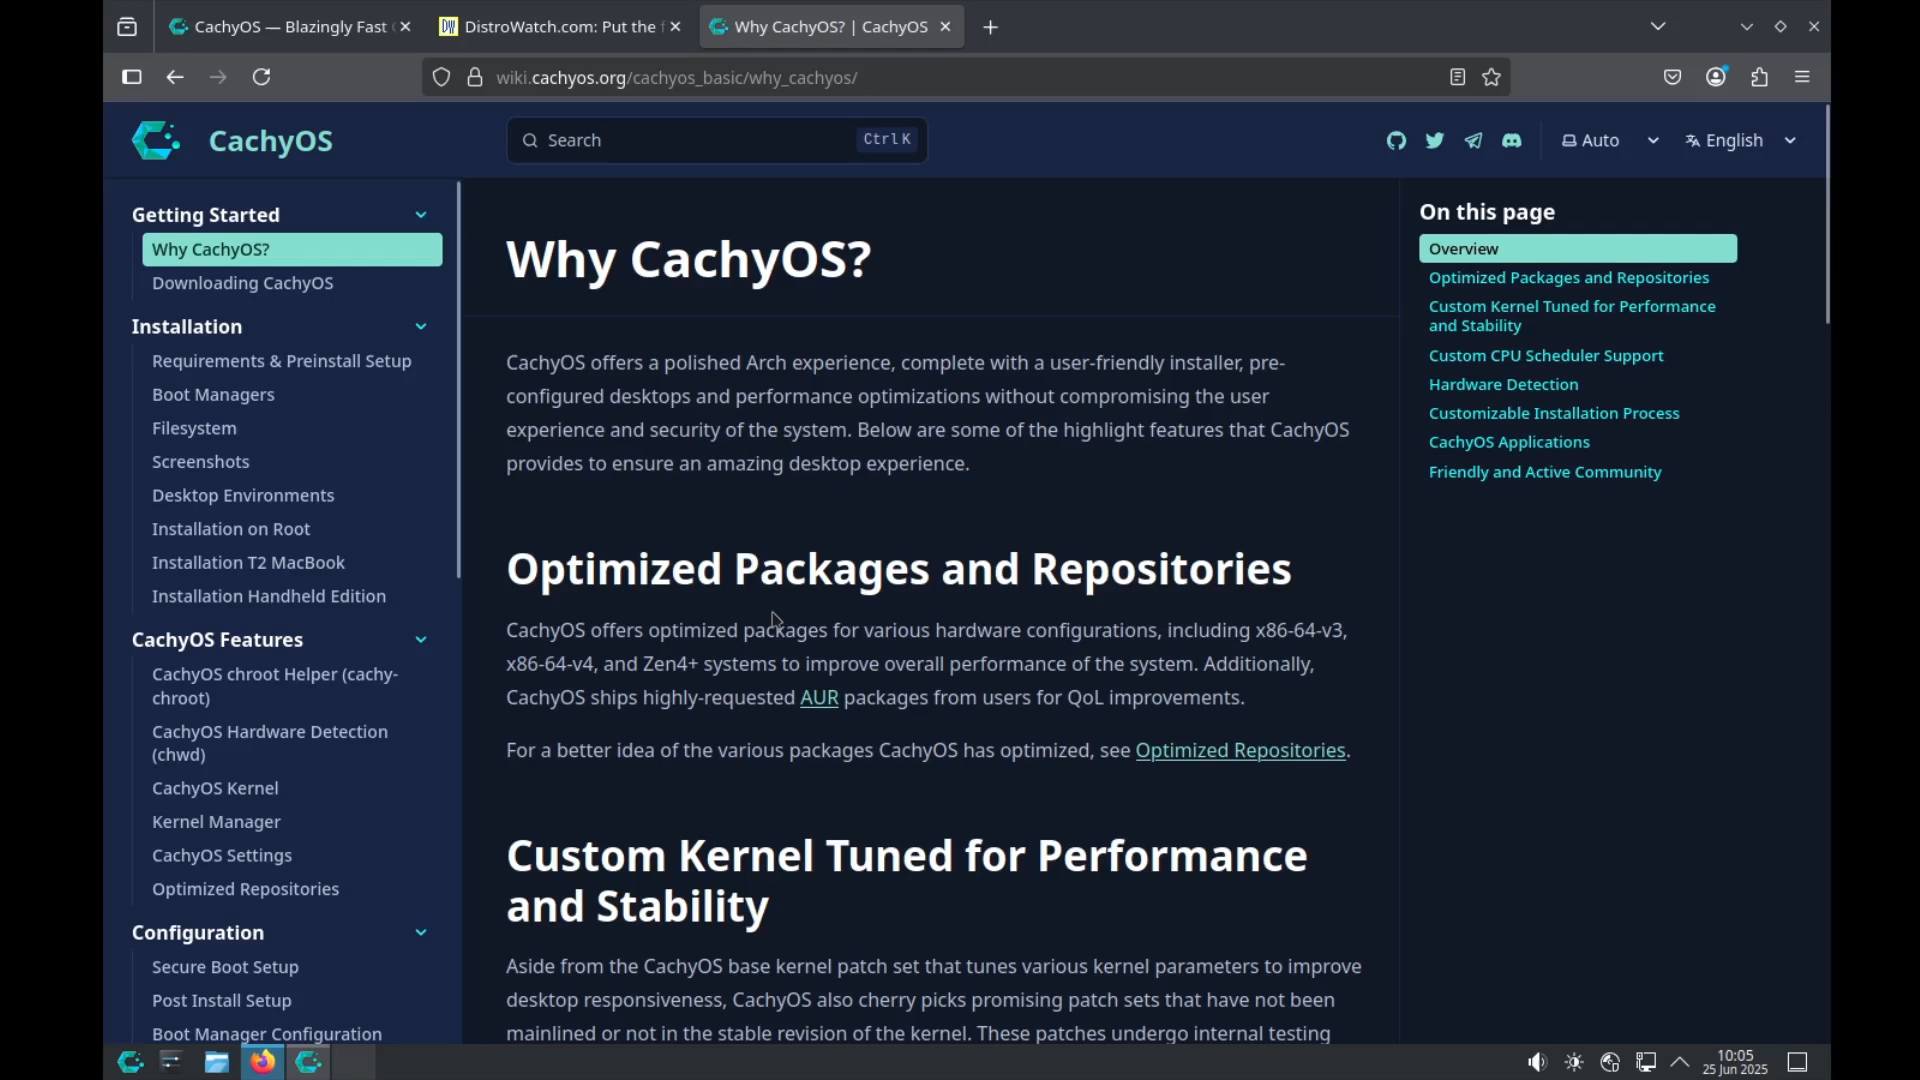 CachyOS — Blazingly Fast
DistroWatch.com: Put the
Why CachyOS? | CachyOS
wiki.cachyos.org/cachyos_basic/why_cachyos/
CachyOS
Search
Ctrl K
Auto
English
Getting Started
Why CachyOS?
Downloading CachyOS
Installation
Requirements & Preinstall Setup
Boot Managers
Filesystem
Screenshots
Desktop Environments
Installation on Root
Installation T2 MacBook
Installation Handheld Edition
CachyOS Features
CachyOS chroot Helper (cachy-
chroot)
CachyOS Hardware Detection
(chwd)
CachyOS Kernel
Kernel Manager
CachyOS Settings
Optimized Repositories
Configuration
Secure Boot Setup
Post Install Setup
Boot Manager Configuration
Why CachyOS?
CachyOS offers a polished Arch experience, complete with a user-friendly installer, pre-
configured desktops and performance optimizations without compromising the user
experience and security of the system. Below are some of the highlight features that CachyOS
provides to ensure an amazing desktop experience.
Optimized Packages and Repositories
CachyOS offers optimized packages for various hardware configurations, including x86-64-v3,
x86-64-v4, and Zen4+ systems to improve overall performance of the system. Additionally,
CachyOS ships highly-requested AUR packages from users for QoL improvements.
For a better idea of the various packages CachyOS has optimized, see Optimized Repositories.
Custom Kernel Tuned for Performance
and Stability
Aside from the CachyOS base kernel patch set that tunes various kernel parameters to improve
desktop responsiveness, CachyOS also cherry picks promising patch sets that have not been
mainlined or not in the stable revision of the kernel. These patches undergo internal testing
On this page
Overview
Optimized Packages and Repositories
Custom Kernel Tuned for Performance
and Stability
Custom CPU Scheduler Support
Hardware Detection
Customizable Installation Process
CachyOS Applications
Friendly and Active Community
10:05
25 Jun 2025